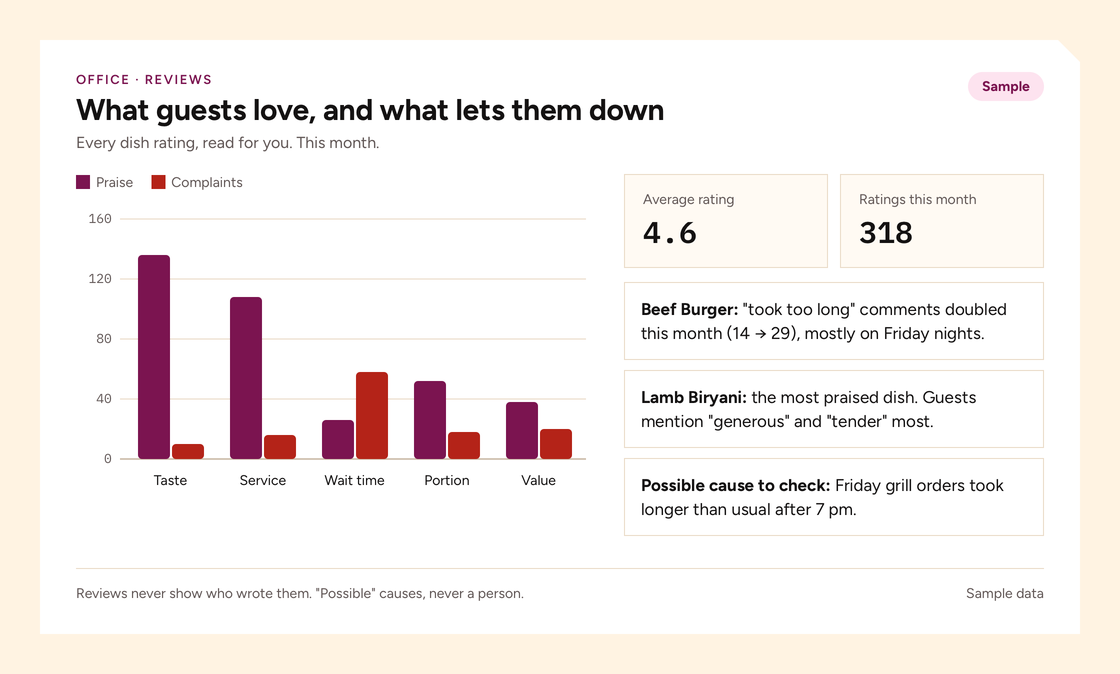 OFFICE · REVIEWS
Sample
What guests love, and what lets them down
Every dish rating, read for you. This month.
Praise
Complaints
160
120
80
40
0
Taste
Service
Wait time
Portion
Value
Average rating
4.6
Ratings this month
318
Beef Burger: "took too long" comments doubled
this month (14 → 29), mostly on Friday nights.
Lamb Biryani: the most praised dish. Guests
mention "generous" and "tender" most.
Possible cause to check: Friday grill orders took
longer than usual after 7 pm.
Reviews never show who wrote them. "Possible" causes, never a person.
Sample data